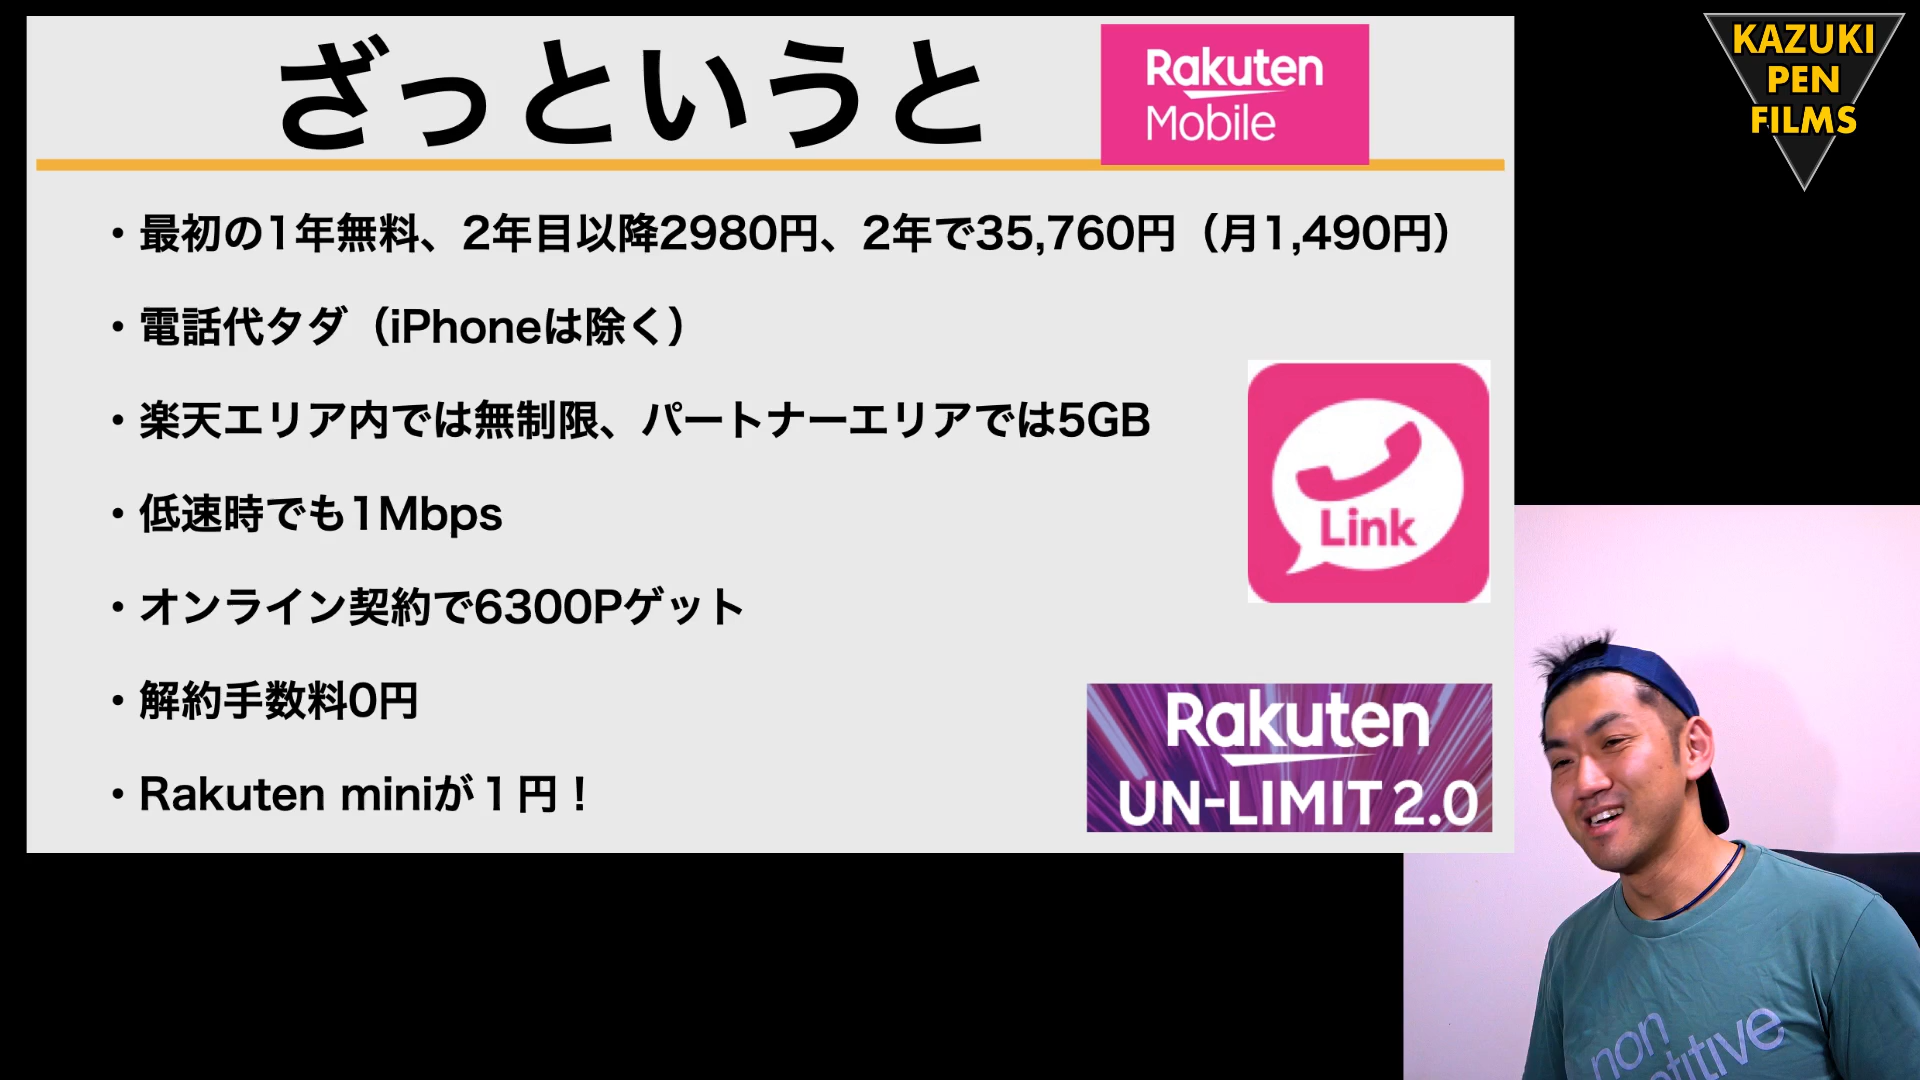 ざっというと
Rakuten
Mobile
KAZUKI
PEN
FILMS
・最初の1年無料、2年目以降2980円、2年で35,760円（月1,490円）
・電話代タダ（iPhoneは除く）
・楽天エリア内では無制限、パートナーエリアでは5GB
・低速時でも1Mbps
・オンライン契約で6300Pゲット
・解約手数料0円
・Rakuten miniが１円！
Link
Rakuten
UN-LIMIT 2.0
non